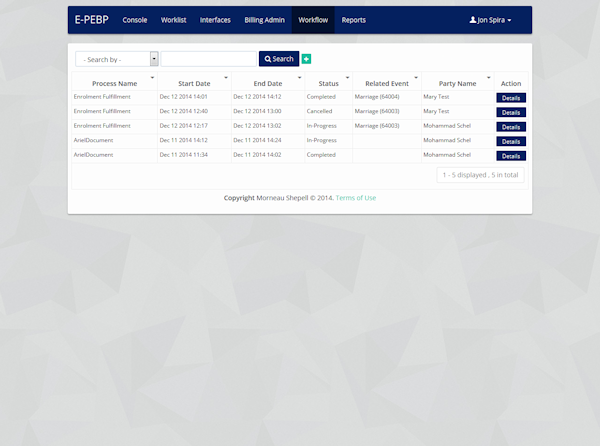 E-PEBP Console Worklist Interfaces Billing Admin Workflow Reports Jon Spira
- Search by - Search
Process Name Start Date End Date Status Related Event Party Name Action
Enrolment Fulfillment Dec 12 2014 14:01 Dec 12 2014 14:12 Completed Marriage (64004) Mary Test Details
Enrolment Fulfillment Dec 12 2014 12:40 Dec 12 2014 13:00 Cancelled Marriage (64003) Mary Test Details
Enrolment Fulfillment Dec 12 2014 12:17 Dec 12 2014 13:02 In-Progress Marriage (64003) Mohammad Schel Details
ArielDocument Dec 11 2014 14:12 Dec 11 2014 14:24 In-Progress Mohammad Schel Details
ArielDocument Dec 11 2014 11:34 Dec 11 2014 14:02 Completed Mohammad Schel Details
1 - 5 displayed , 5 in total
Copyright Morneau Shepell © 2014. Terms of Use